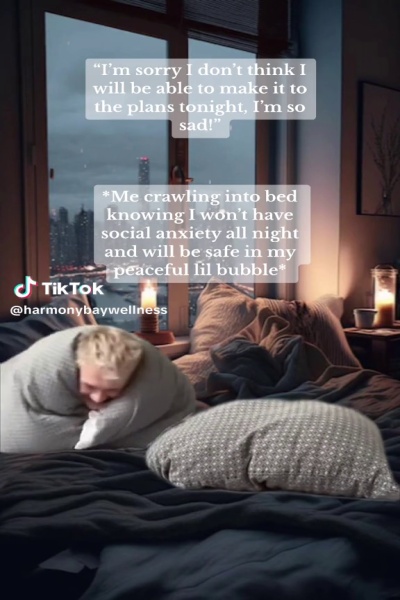 “I’m sorry I don’t think I
will be able to make it to
the plans tonight, I’m so
sad!”
*Me crawling into bed
knowing I won’t have
social anxiety all night
and will be safe in my
peaceful lil bubble*
TikTok
@harmonybaywellness